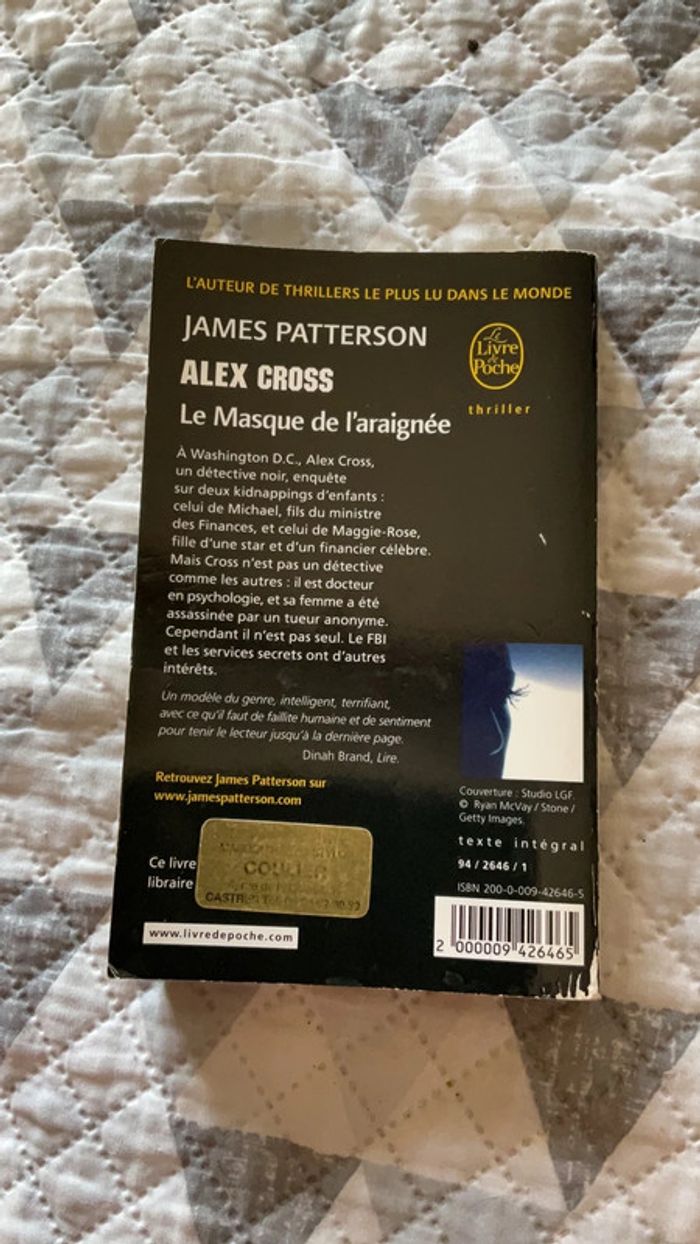 L'AUTEUR DE THRILLERS LE PLUS LU DANS LE MONDE
JAMES PATTERSON
ALEX CROSS
Le Masque de l'araignée
Le
Livre
de
Poche
thriller
À Washington D.C., Alex Cross,
un détective noir, enquête
sur deux kidnappings d'enfants :
celui de Michael, fils du ministre
des Finances, et celui de Maggie-Rose,
fille d'une star et d'un financier célèbre.
Mais Cross n'est pas un détective
comme les autres : il est docteur
en psychologie, et sa femme a été
assassinée par un tueur anonyme.
Cependant il n'est pas seul. Le FBI
et les services secrets ont d'autres
intérêts.
Un modèle du genre, intelligent, terrifiant,
avec ce qu'il faut de faillite humaine et de sentiment
pour tenir le lecteur jusqu'à la dernière page.
Dinah Brand, Lire.
Retrouvez James Patterson sur
www.jamespatterson.com
Couverture : Studio LGF.
© Ryan McVay / Stone /
Getty Images.
texte intégral
94 / 2646 / 1
ISBN 200-0-009-42646-5
2 000009 426465
Ce livre
libraire
COULIER
www.livredepoche.com